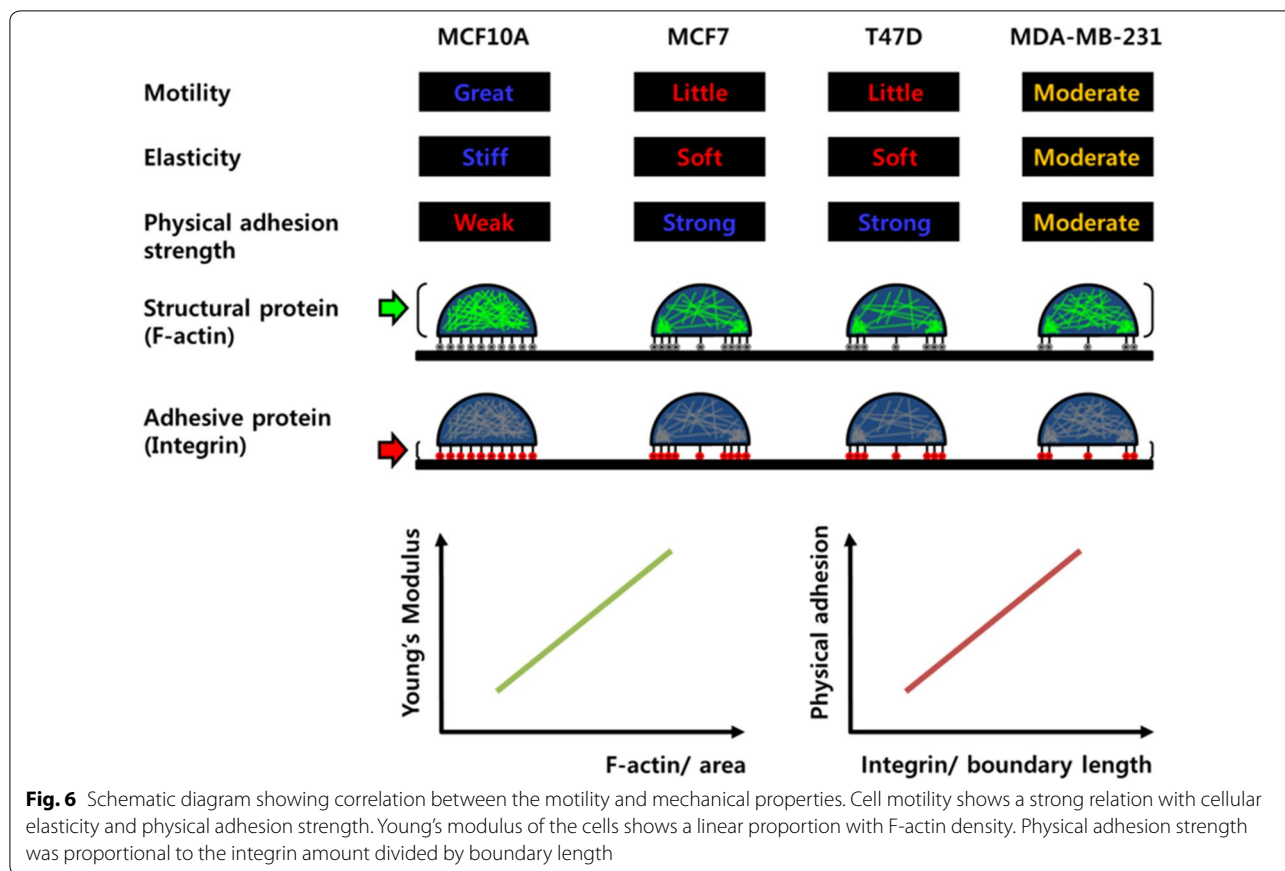 MCF10A MCF7 T47D MDA-MB-231
Motility Great Little Little Moderate
Elasticity Stiff Soft Soft Moderate
Physical adhesion strength Weak Strong Strong Moderate
Structural protein
(F-actin)
Adhesive protein
(Integrin)
Young's Modulus
F-actin/ area
Physical adhesion
Integrin/ boundary length
Fig. 6 Schematic diagram showing correlation between the motility and mechanical properties. Cell motility shows a strong relation with cellular
elasticity and physical adhesion strength. Young's modulus of the cells shows a linear proportion with F-actin density. Physical adhesion strength
was proportional to the integrin amount divided by boundary length